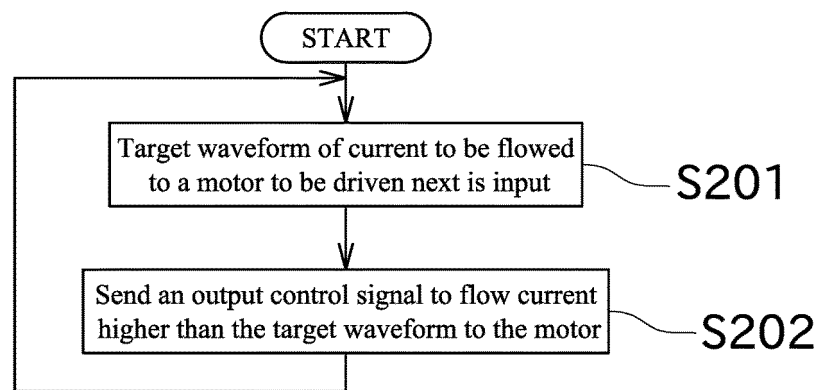 START
Target waveform of current to be flowed
to a motor to be driven next is input
S201
Send an output control signal to flow current
higher than the target waveform to the motor
S202